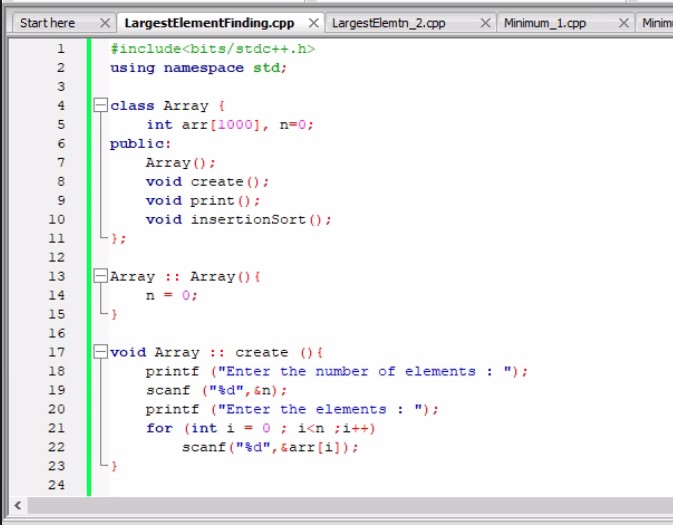 Start here LargestElementFinding.cpp LargestElemtn_2.cpp Minimum_1.cpp Minim
1 #include<bits/stdc++.h>
2 using namespace std;
3
4 class Array {
5 int arr[1000], n=0;
6 public:
7 Array();
8 void create();
9 void print();
10 void insertionSort();
11 };
12
13 Array :: Array(){
14 n = 0;
15 }
16
17 void Array :: create (){
18 printf ("Enter the number of elements : ");
19 scanf ("%d",&n);
20 printf ("Enter the elements : ");
21 for (int i = 0 ; i<n ;i++)
22 scanf("%d",&arr[i]);
23 }
24